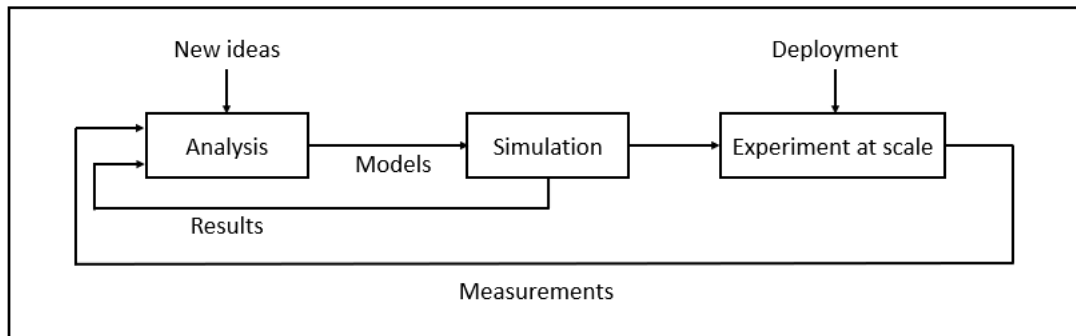 New ideas
Deployment
Analysis
Models
Simulation
Experiment at scale
Results
Measurements